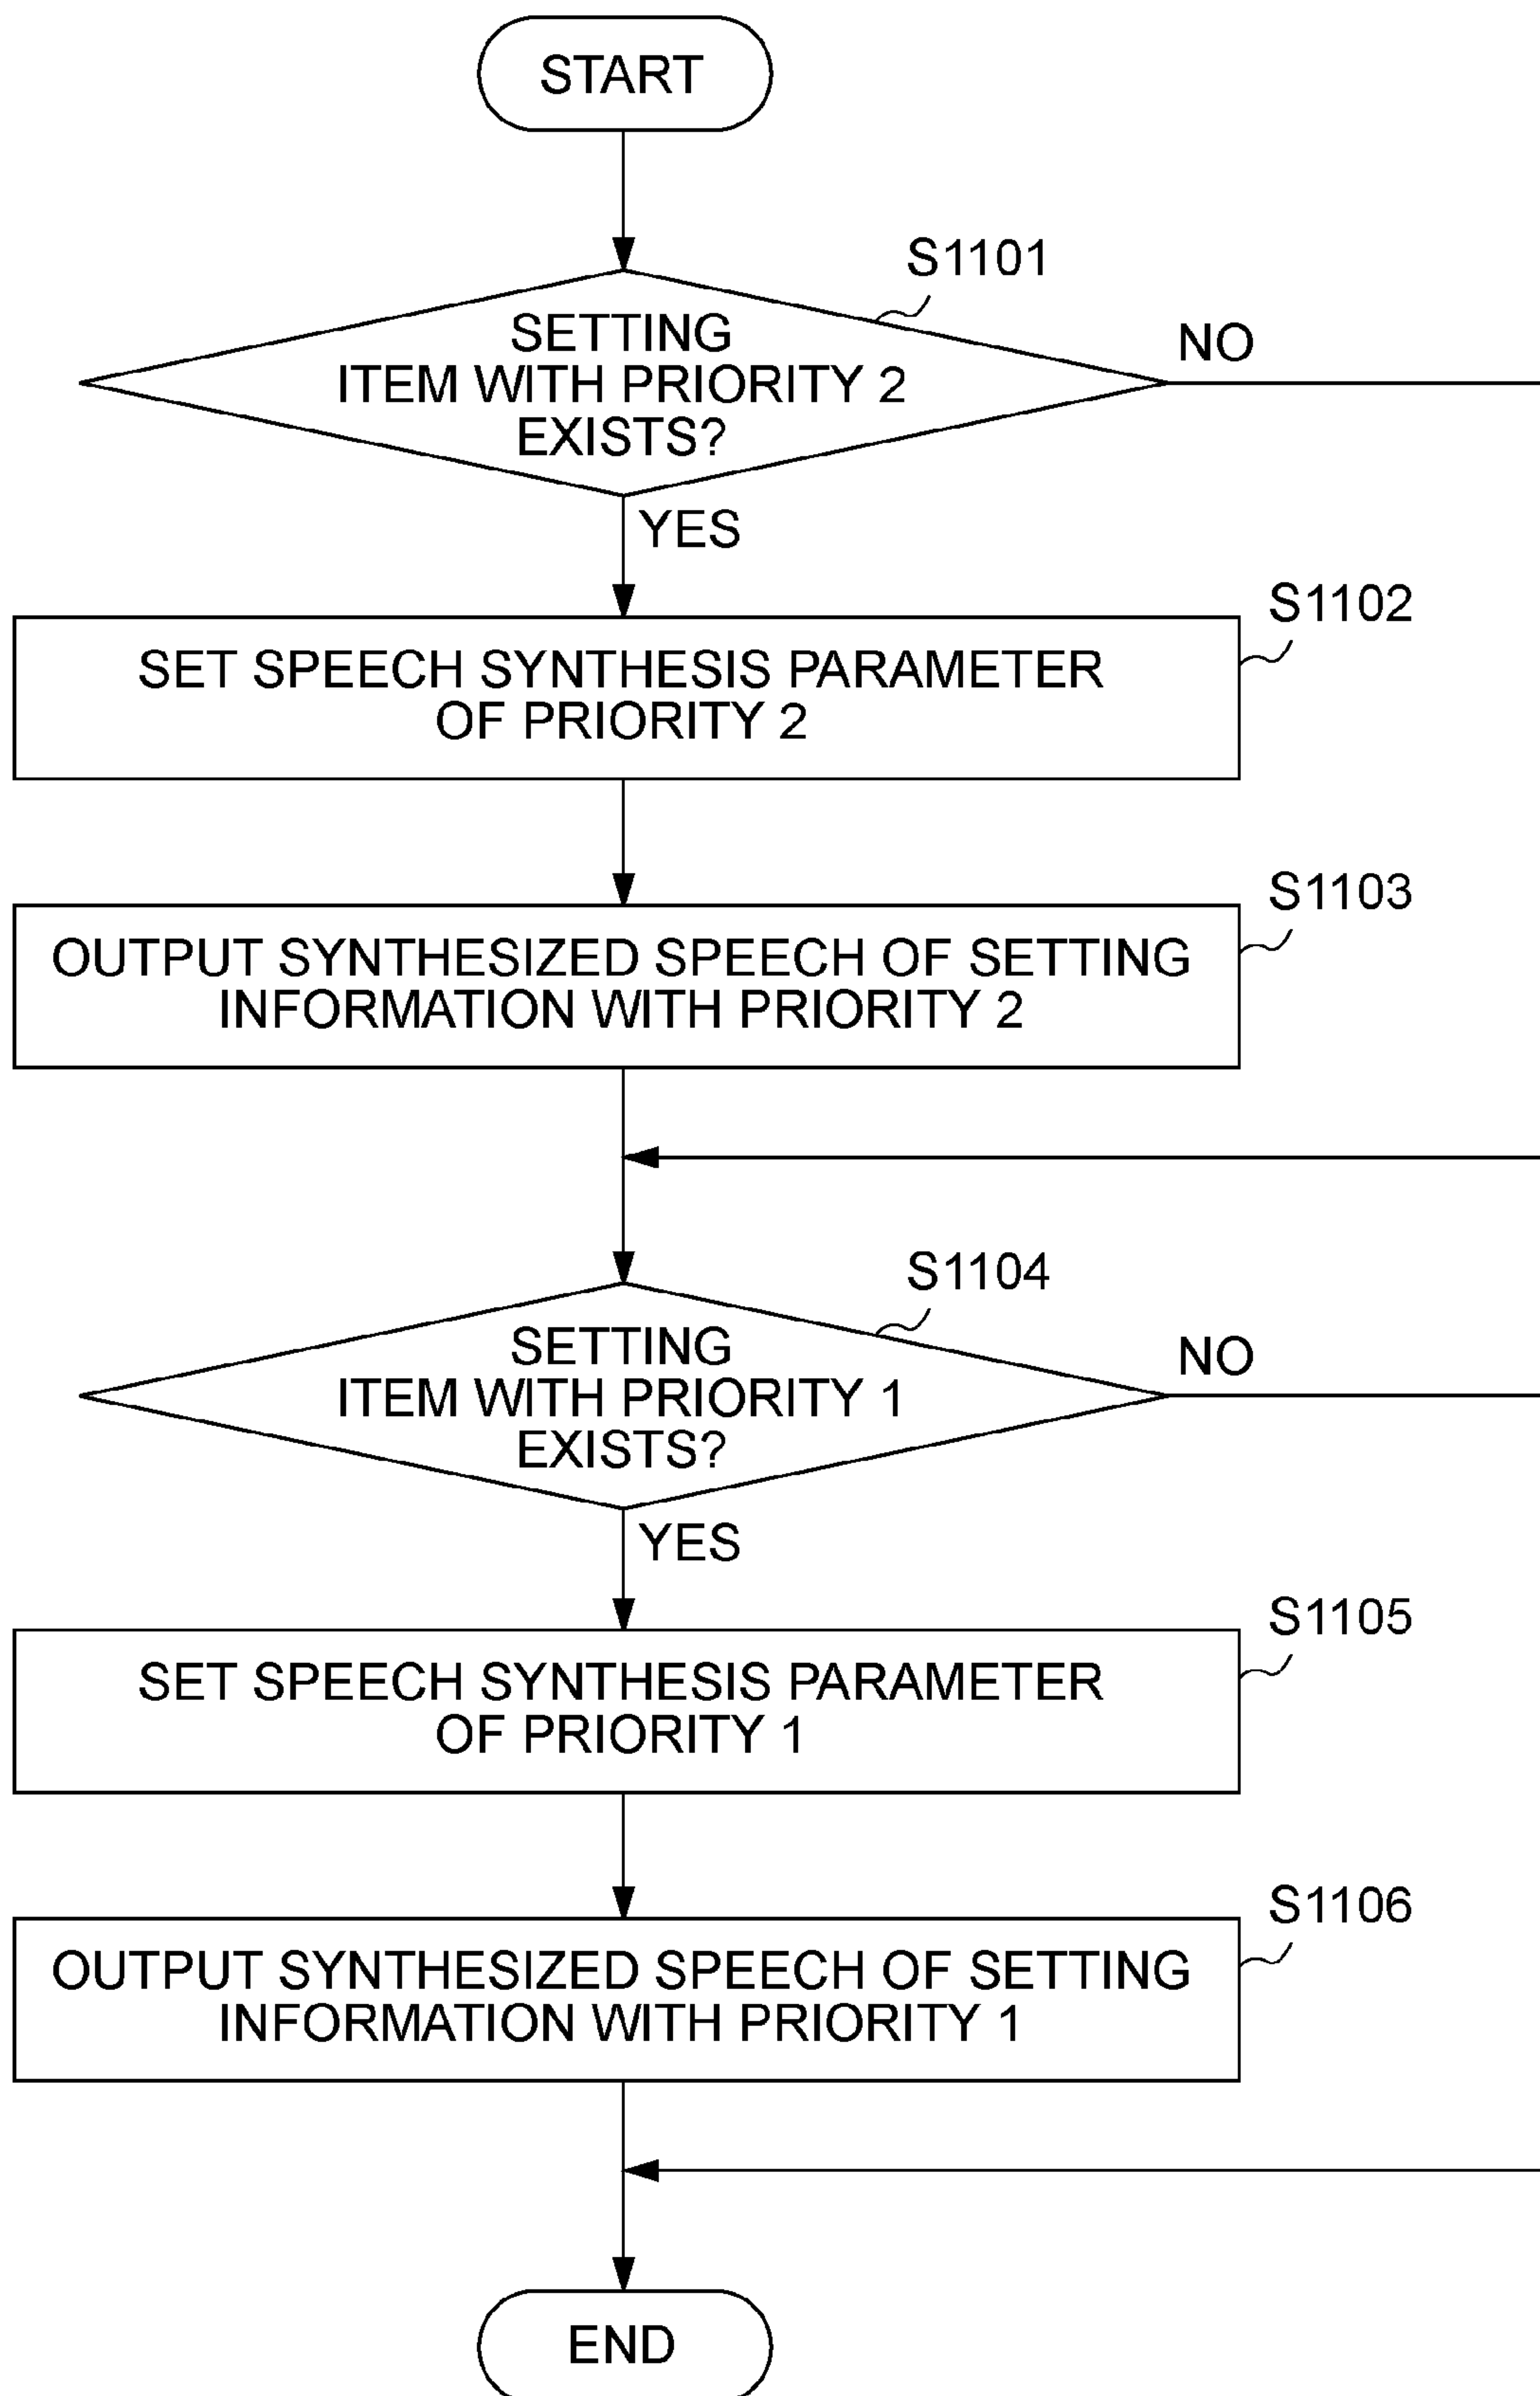 START
S1101
SETTING
ITEM WITH PRIORITY 2
EXISTS?
NO
YES
S1102
SET SPEECH SYNTHESIS PARAMETER
OF PRIORITY 2
S1103
OUTPUT SYNTHESIZED SPEECH OF SETTING
INFORMATION WITH PRIORITY 2
S1104
SETTING
ITEM WITH PRIORITY 1
EXISTS?
NO
YES
S1105
SET SPEECH SYNTHESIS PARAMETER
OF PRIORITY 1
S1106
OUTPUT SYNTHESIZED SPEECH OF SETTING
INFORMATION WITH PRIORITY 1
END